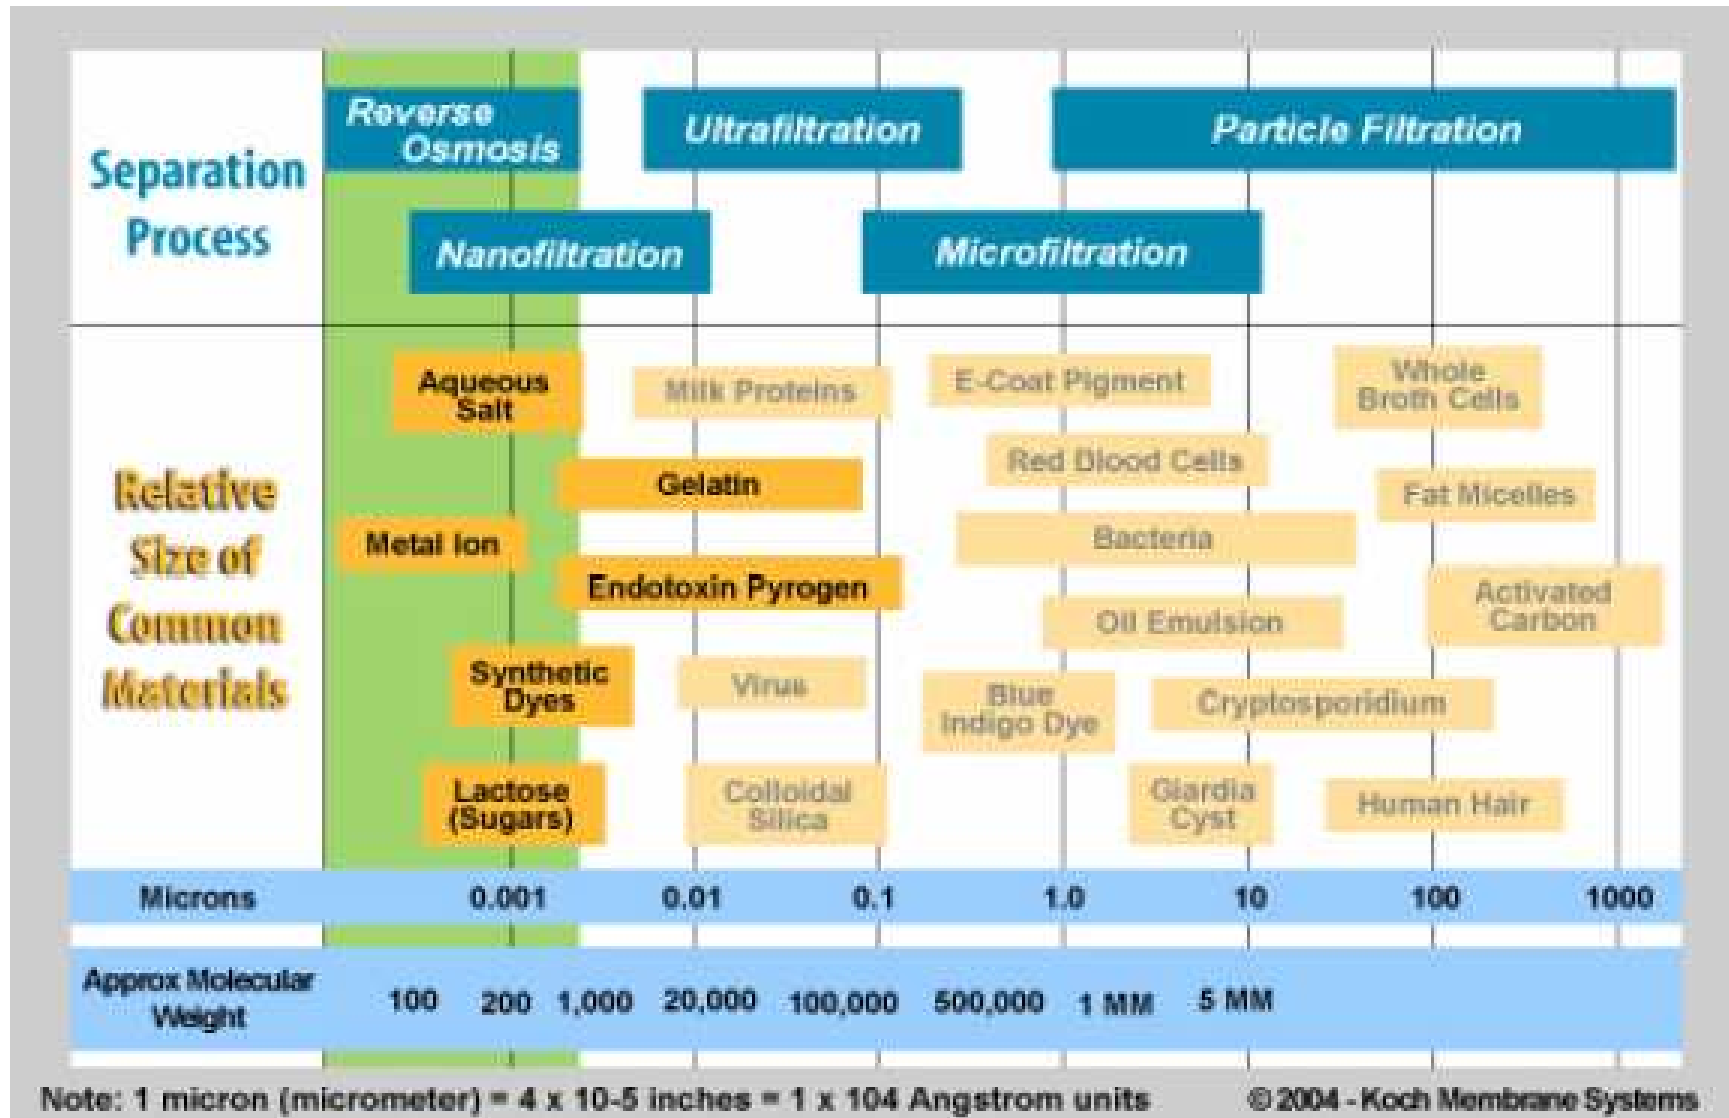 Reverse
Osmosis
Ultrafiltration
Particle Filtration
Separation
Process
Nanofiltration
Microfiltration
Aqueous
Salt
Milk Proteins
E-Coat Pigment
Whole
Broth Cells
Red Blood Cells
Gelatin
Fat Micelles
Relative
Size of
Common
Materials
Metal Ion
Bacteria
Endotoxin Pyrogen
Activated
Carbon
Oil Emulsion
Synthetic
Dyes
Virus
Blue
Indigo Dye
Cryptosporidium
Lactose
(Sugars)
Colloidal
Silica
Giardia
Cyst
Human Hair
Microns 0.001 0.01 0.1 1.0 10 100 1000
Approx Molecular
Weight
100 200 1,000 20,000 100,000 500,000 1 MM 5 MM
Note: 1 micron (micrometer) = 4 x 10-5 inches = 1 x 104 Angstrom units
© 2004 - Koch Membrane Systems